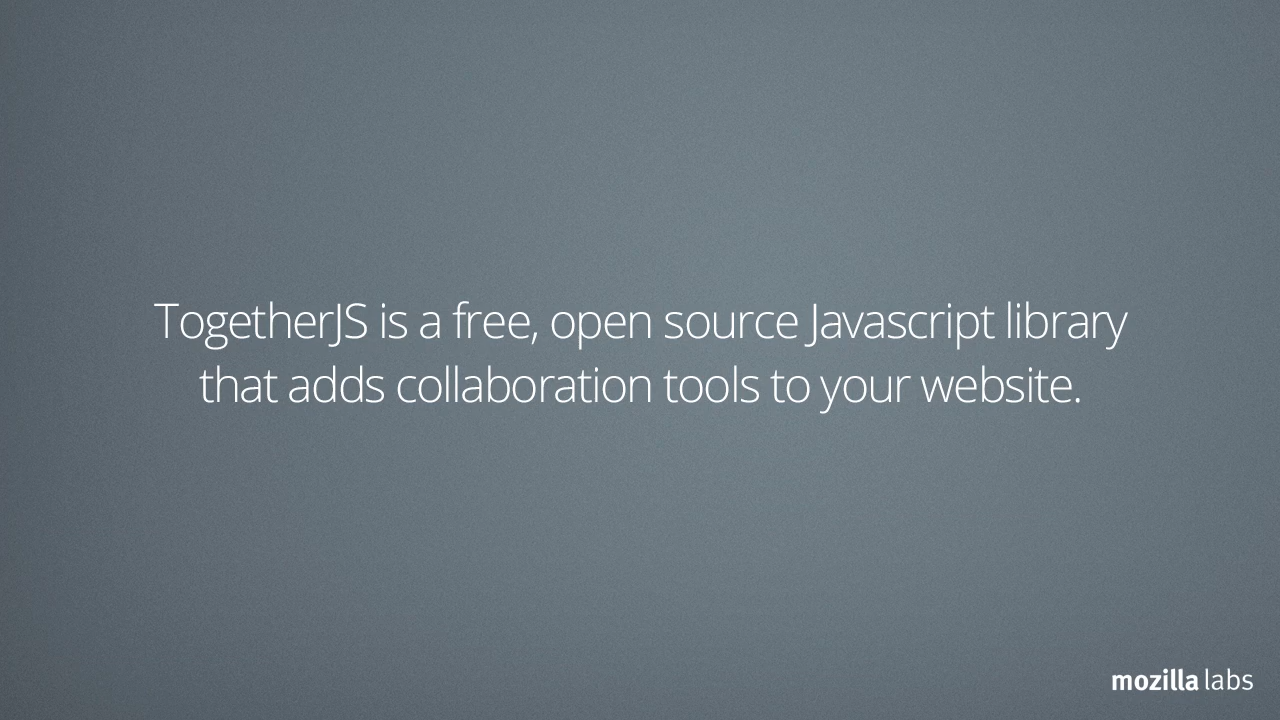 TogetherJS is a free, open source Javascript library
that adds collaboration tools to your website.
mozilla labs